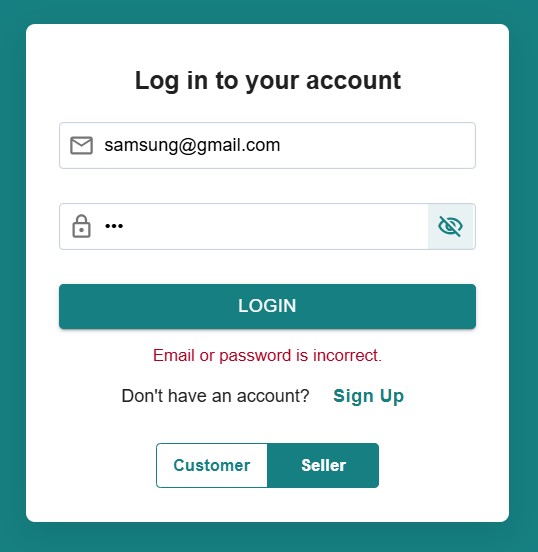 Log in to your account
samsung@gmail.com
•••
LOGIN
Email or password is incorrect.
Don't have an account? Sign Up
Customer Seller